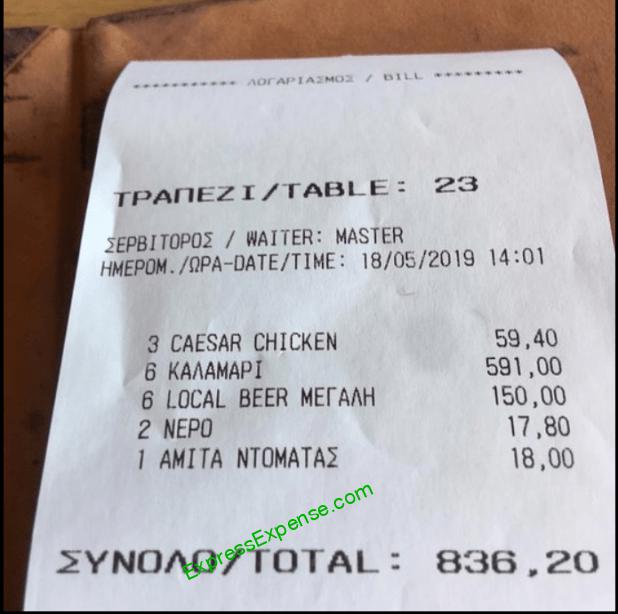 *********** ΛΟΓΑΡΙΑΣΜΟΣ / BILL *********
ΤΡΑΠΕΖΙ/TABLE: 23
ΣΕΡΒΙΤΟΡΟΣ / WAITER: MASTER
ΗΜΕΡΟΜ./ΩΡΑ-DATE/TIME: 18/05/2019 14:01
3 CAESAR CHICKEN 59,40
6 ΚΑΛΑΜΑΡΙ 591,00
6 LOCAL BEER ΜΕΓΑΛΗ 150,00
2 ΝΕΡΟ 17,80
1 ΑΜΙΤΑ ΝΤΟΜΑΤΑΣ 18,00
ExpressExpense.com
ΣΥΝΟΛΟ/TOTAL: 836,20